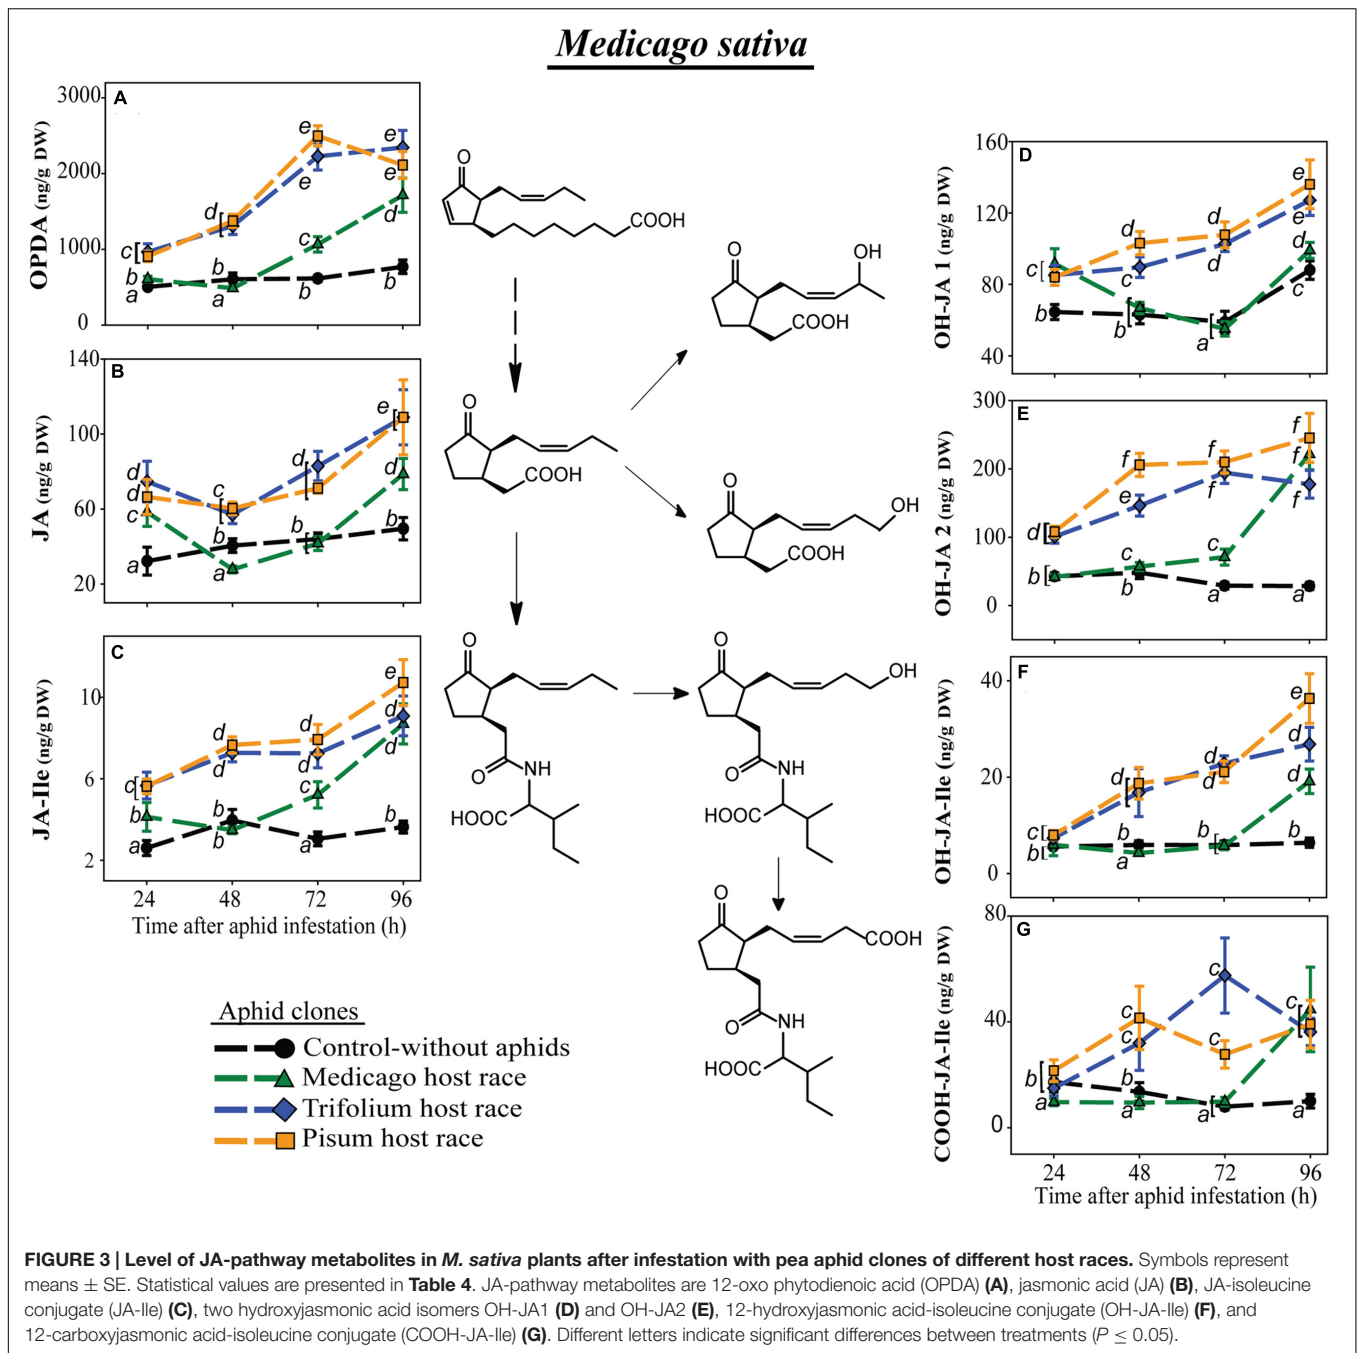 Medicago sativa
A
OPDA (ng/g DW)
3000
2000
1000
0
c
b
a
d
b
a
e
e
c
b
e
e
d
b
B
JA (ng/g DW)
140
100
60
20
d
d
c
a
c
b
a
d
b
e
d
b
C
JA-Ile (ng/g DW)
10
6
2
c
b
a
d
d
b
b
d
d
c
a
e
d
d
b
24 48 72 96
Time after aphid infestation (h)
O
COOH
O
OH
COOH
O
COOH
O
OH
COOH
O
O
NH
HOOC
O
OH
O
NH
HOOC
O
COOH
O
NH
HOOC
D
OH-JA 1 (ng/g DW)
160
120
80
40
c
b
d
c
b
d
d
a
e
e
d
c
E
OH-JA 2 (ng/g DW)
300
200
100
0
d
b
f
e
c
b
f
f
c
a
f
f
f
a
F
OH-JA-Ile (ng/g DW)
40
20
0
c
b
d
b
a
d
d
b
e
d
d
b
G
COOH-JA-Ile (ng/g DW)
80
40
0
b
a
c
c
b
a
c
c
a
c
a
24 48 72 96
Time after aphid infestation (h)
Aphid clones
Control-without aphids
Medicago host race
Trifolium host race
Pisum host race
FIGURE 3 | Level of JA-pathway metabolites in M. sativa plants after infestation with pea aphid clones of different host races. Symbols represent
means ± SE. Statistical values are presented in Table 4. JA-pathway metabolites are 12-oxo phytodienoic acid (OPDA) (A), jasmonic acid (JA) (B), JA-isoleucine
conjugate (JA-Ile) (C), two hydroxyjasmonic acid isomers OH-JA1 (D) and OH-JA2 (E), 12-hydroxyjasmonic acid-isoleucine conjugate (OH-JA-Ile) (F), and
12-carboxyjasmonic acid-isoleucine conjugate (COOH-JA-Ile) (G). Different letters indicate significant differences between treatments (P ≤ 0.05).